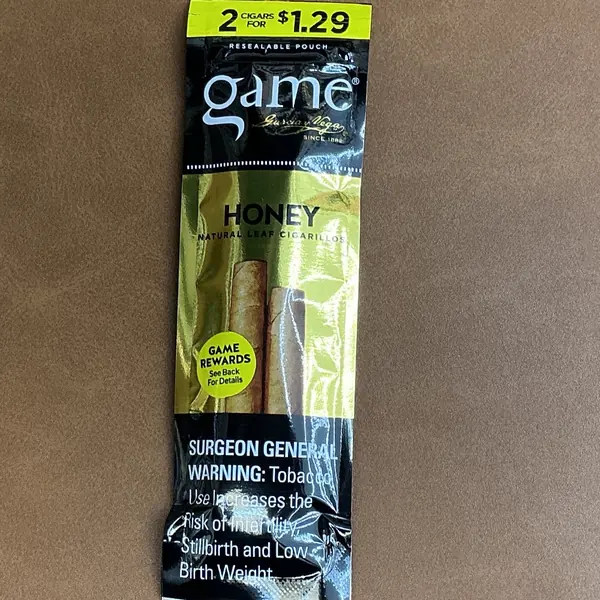 2 CIGARS FOR $1.29
RESEALABLE POUCH
game®
Garcia y Vega
SINCE 1882
HONEY
NATURAL LEAF CIGARILLOS
GAME
REWARDS
See Back
For Details
SURGEON GENERAL
WARNING: Tobacco
Use Increases the
Risk of Infertility,
Stillbirth and Low
Birth Weight